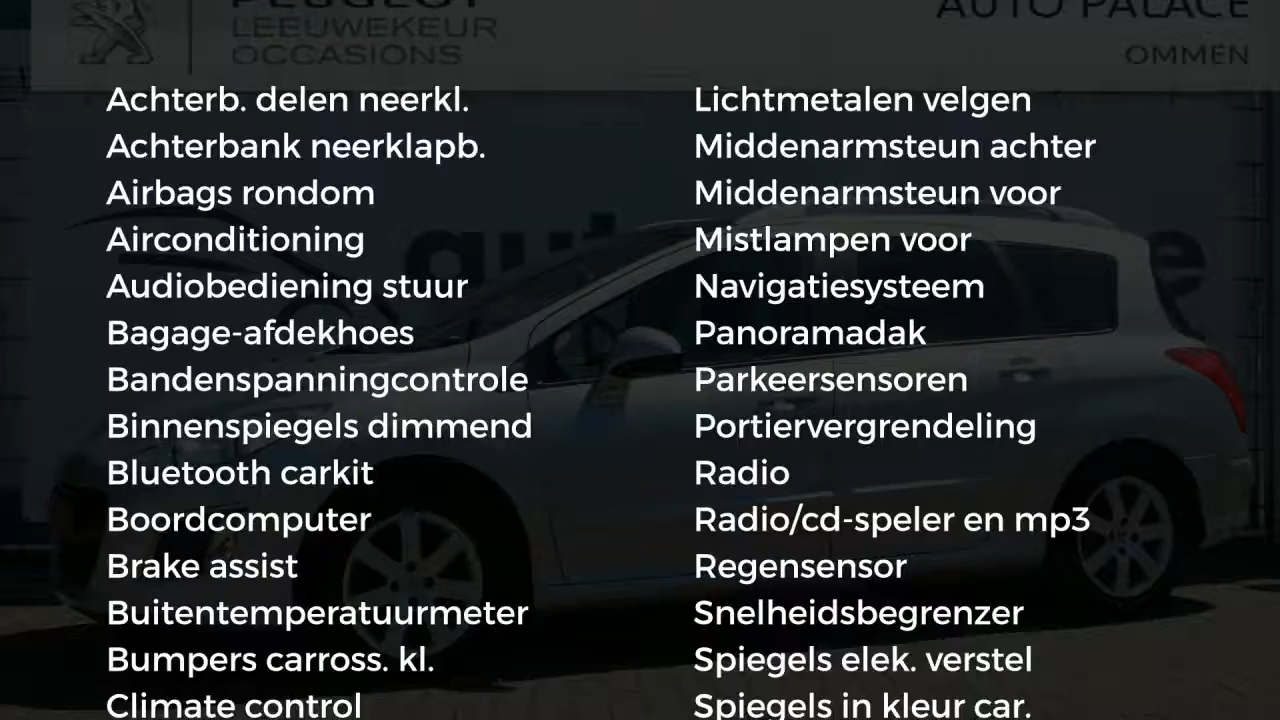 PEUGEOT
LEEUWEKEUR
OCCASIONS
AUTO PALACE
OMMEN
Achterb. delen neerkl.
Achterbank neerklapb.
Airbags rondom
Airconditioning
Audiobediening stuur
Bagage-afdekhoes
Bandenspanningcontrole
Binnenspiegels dimmend
Bluetooth carkit
Boordcomputer
Brake assist
Buitentemperatuurmeter
Bumpers carross. kl.
Climate control
Lichtmetalen velgen
Middenarmsteun achter
Middenarmsteun voor
Mistlampen voor
Navigatiesysteem
Panoramadak
Parkeersensoren
Portiervergrendeling
Radio
Radio/cd-speler en mp3
Regensensor
Snelheidsbegrenzer
Spiegels elek. verstel
Spiegels in kleur car.